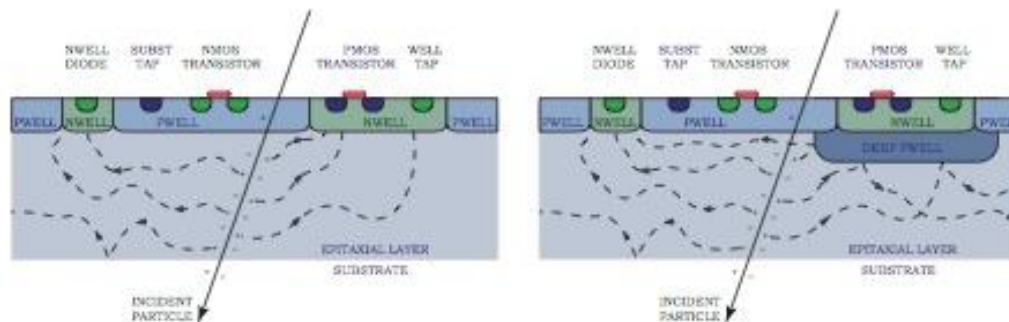 NWELL DIODE
SUBST TAP
NMOS TRANSISTOR
PMOS TRANSISTOR
WELL TAP
PWELL
NWELL
PWELL
NWELL
PWELL
EPITAXIAL LAYER
SUBSTRATE
INCIDENT PARTICLE
NWELL DIODE
SUBST TAP
NMOS TRANSISTOR
PMOS TRANSISTOR
WELL TAP
PWELL
NWELL
PWELL
NWELL
PWELL
DEEP PWELL
EPITAXIAL LAYER
SUBSTRATE
INCIDENT PARTICLE